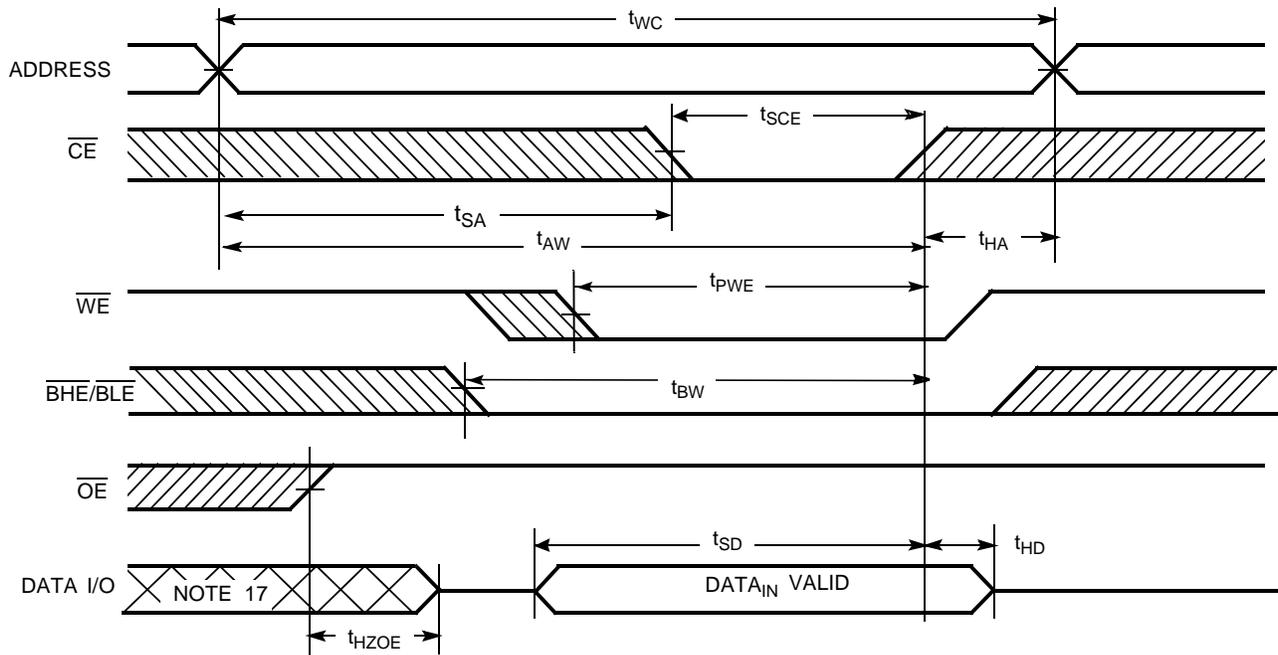 tWC
ADDRESS
tSCE
CE
tSA
tAW
tHA
tPWE
WE
tBW
BHE/BLE
OE
tSD
tHD
DATA I/O
NOTE 17
DATAIN VALID
tHZOE